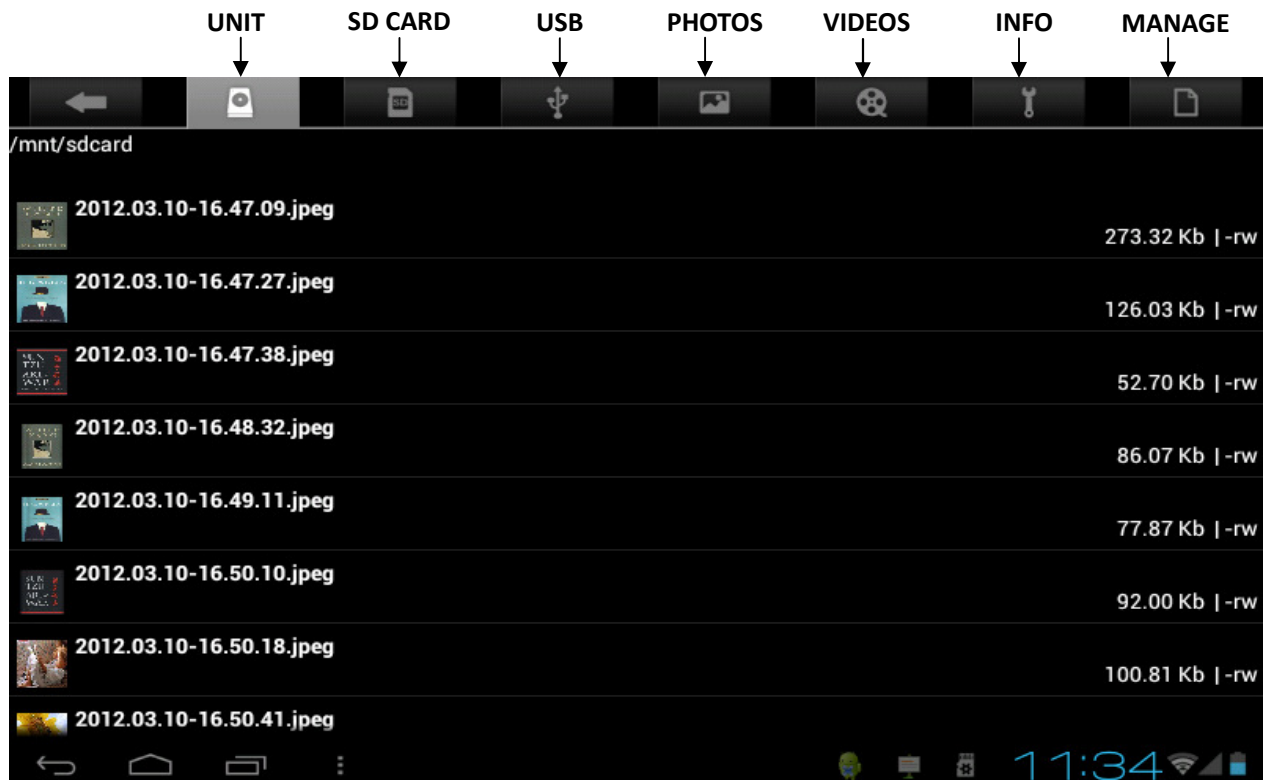 UNIT SD CARD USB PHOTOS VIDEOS INFO MANAGE
SD
/mnt/sdcard
2012.03.10-16.47.09.jpeg
273.32 Kb | -rw
2012.03.10-16.47.27.jpeg
126.03 Kb | -rw
2012.03.10-16.47.38.jpeg
52.70 Kb | -rw
2012.03.10-16.48.32.jpeg
86.07 Kb | -rw
2012.03.10-16.49.11.jpeg
77.87 Kb | -rw
2012.03.10-16.50.10.jpeg
92.00 Kb | -rw
2012.03.10-16.50.18.jpeg
100.81 Kb | -rw
2012.03.10-16.50.41.jpeg
11:34